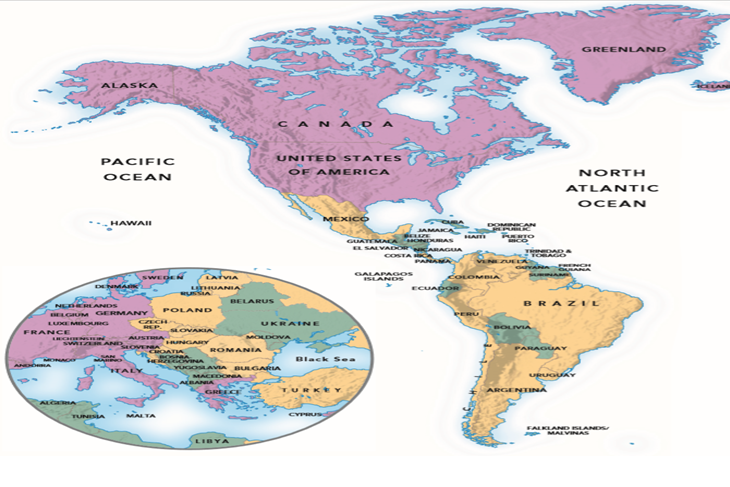 GREENLAND
ICELAND
ALASKA
CANADA
UNITED STATES
OF AMERICA
PACIFIC
OCEAN
NORTH
ATLANTIC
OCEAN
HAWAII
MEXICO
CUBA
DOMINICAN
REPUBLIC
JAMAICA
BELIZE
HAITI
PUERTO
RICO
GUATEMALA
HONDURAS
EL SALVADOR
NICARAGUA
COSTA RICA
PANAMA
TRINIDAD &
TOBAGO
VENEZUELA
GUYANA
FRENCH
GUIANA
SURINAME
COLOMBIA
GALAPAGOS
ISLANDS
ECUADOR
BRAZIL
PERU
BOLIVIA
PARAGUAY
URUGUAY
ARGENTINA
CHILE
FALKLAND ISLANDS/
MALVINAS
SWEDEN
LATVIA
DENMARK
LITHUANIA
RUSSIA
BELARUS
NETHERLANDS
BELGIUM
GERMANY
POLAND
LUXEMBOURG
CZECH
REP.
UKRAINE
FRANCE
SLOVAKIA
LIECHTENSTEIN
SWITZERLAND
AUSTRIA
HUNGARY
MOLDOVA
SLOVENIA
CROATIA
ROMANIA
MONACO
SAN
MARINO
BOSNIA
HERZEGOVINA
Black Sea
ANDORRA
ITALY
YUGOSLAVIA
BULGARIA
MACEDONIA
ALBANIA
GREECE
TURKEY
ALGERIA
TUNISIA
MALTA
CYPRUS
LIBYA